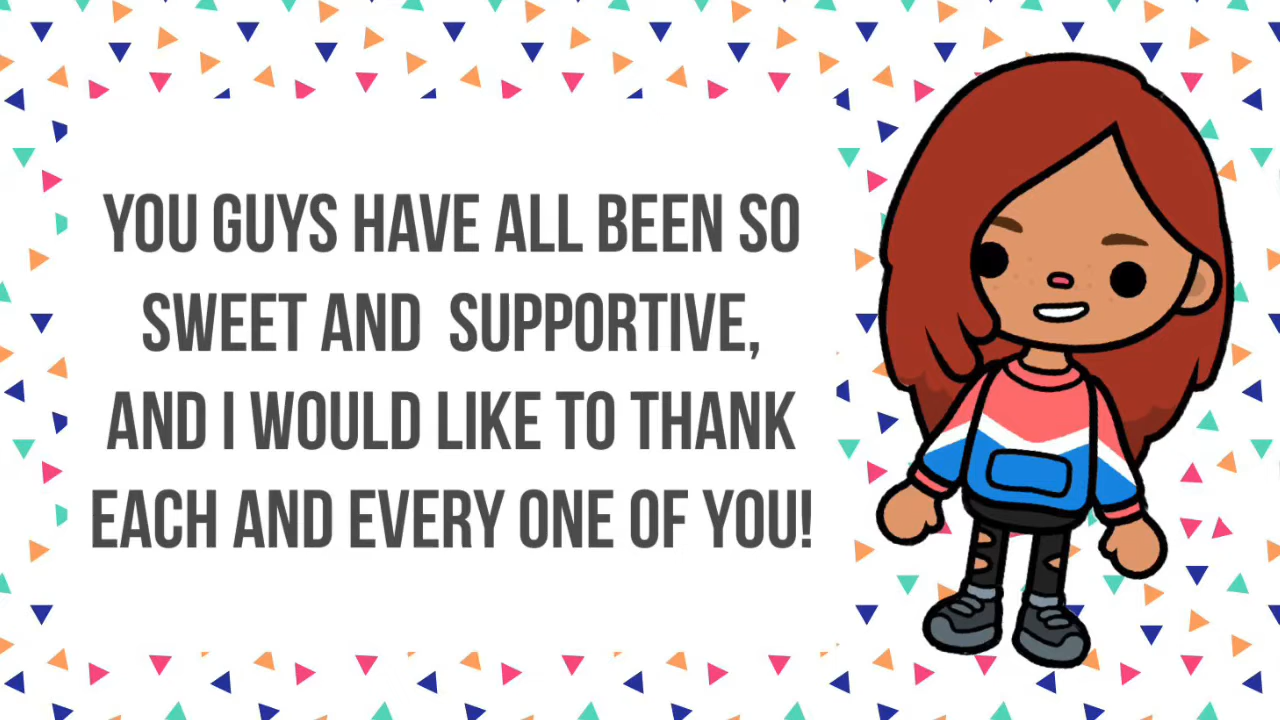 YOU GUYS HAVE ALL BEEN SO
SWEET AND  SUPPORTIVE,
AND I WOULD LIKE TO THANK
EACH AND EVERY ONE OF YOU!